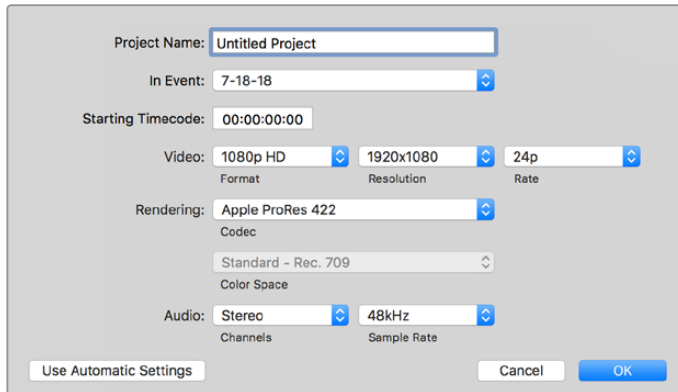 Project Name: Untitled Project
In Event: 7-18-18
Starting Timecode: 00:00:00:00
Video: 1080p HD 1920x1080 24p
Format Resolution Rate
Rendering: Apple ProRes 422
Codec
Standard - Rec. 709
Color Space
Audio: Stereo 48kHz
Channels Sample Rate
Use Automatic Settings Cancel OK